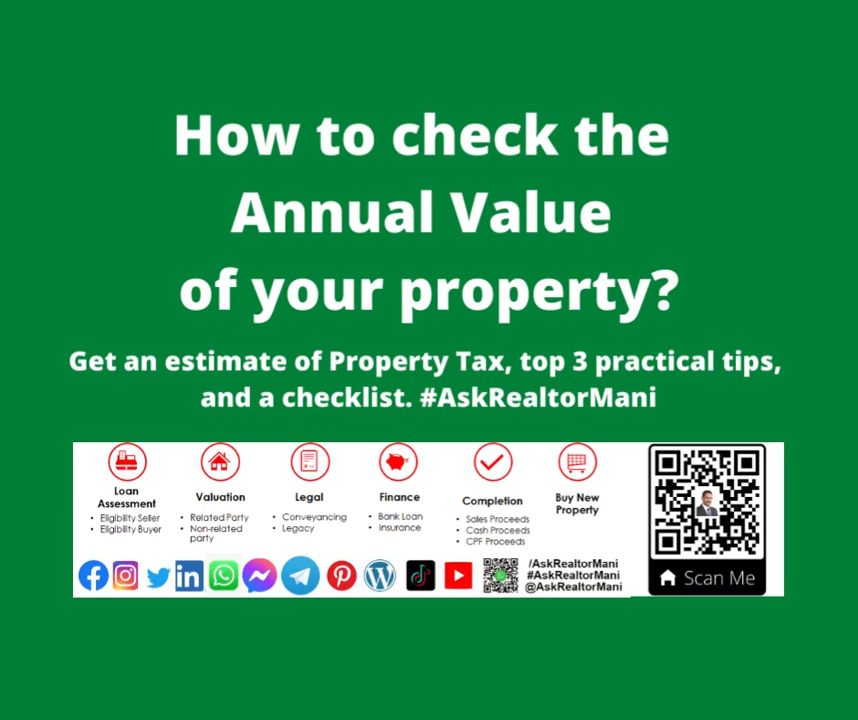 How to check the
Annual Value
of your property?
Get an estimate of Property Tax, top 3 practical tips,
and a checklist. #AskRealtorMani
Loan
Assessment
• Eligibility Seller
• Eligibility Buyer
Valuation
• Related Party
• Non-related
party
Legal
• Conveyancing
• Legacy
Finance
• Bank Loan
• Insurance
Completion
• Sales Proceeds
• Cash Proceeds
• CPF Proceeds
Buy New
Property
/AskRealtorMani
#AskRealtorMani
@AskRealtorMani
Scan Me